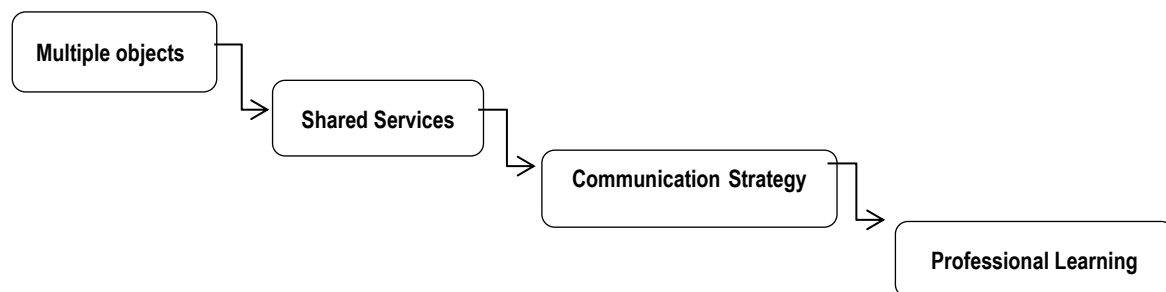 Multiple objects
Shared Services
Communication Strategy
Professional Learning